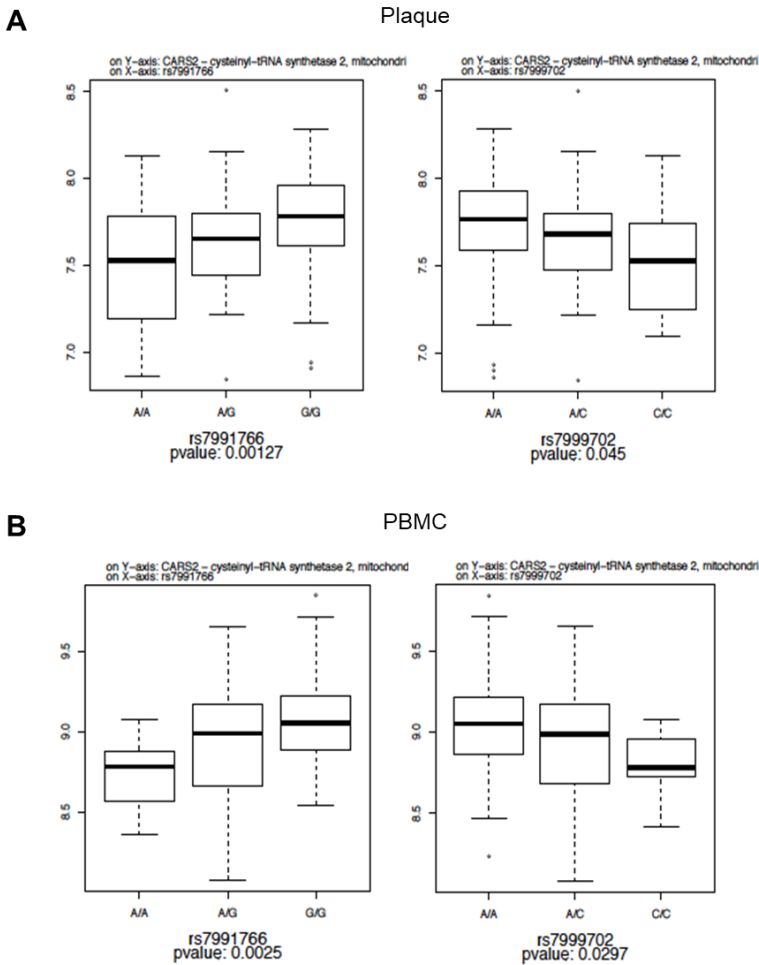 A
Plaque
on Y-axis: CARS2 – cysteinyl-tRNA synthetase 2, mitochondri
on X-axis: rs7991766
8.5
8.0
7.5
7.0
A/A A/G G/G
rs7991766
pvalue: 0.00127
on Y-axis: CARS2 – cysteinyl-tRNA synthetase 2, mitochondri
on X-axis: rs7999702
8.5
8.0
7.5
7.0
A/A A/C C/C
rs7999702
pvalue: 0.045
B
PBMC
on Y-axis: CARS2 – cysteinyl-tRNA synthetase 2, mitochond
on X-axis: rs7991766
9.5
9.0
8.5
A/A A/G G/G
rs7991766
pvalue: 0.0025
on Y-axis: CARS2 – cysteinyl-tRNA synthetase 2, mitochondri
on X-axis: rs7999702
9.5
9.0
8.5
A/A A/C C/C
rs7999702
pvalue: 0.0297